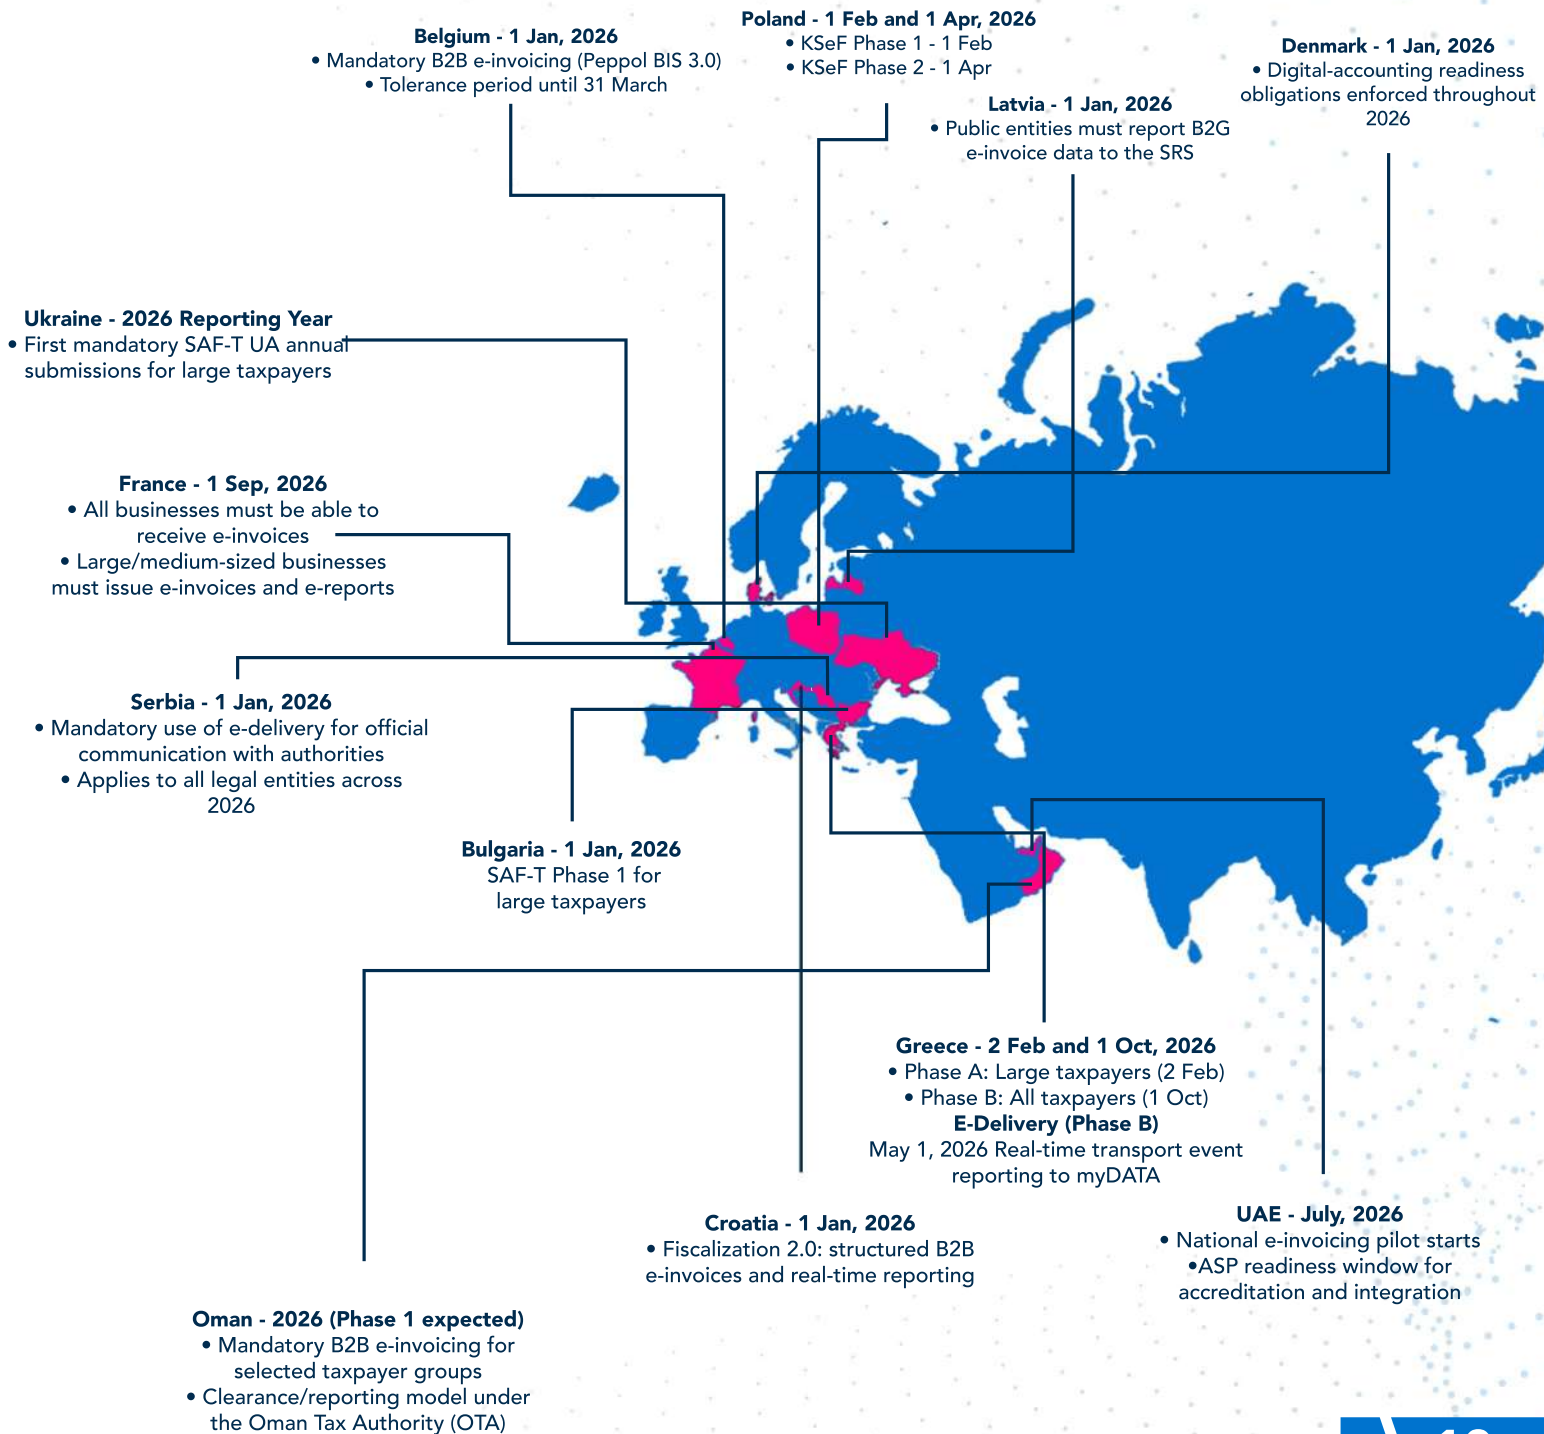 Belgium - 1 Jan, 2026
• Mandatory B2B e-invoicing (Peppol BIS 3.0)
• Tolerance period until 31 March
Poland - 1 Feb and 1 Apr, 2026
• KSeF Phase 1 - 1 Feb
• KSeF Phase 2 - 1 Apr
Latvia - 1 Jan, 2026
• Public entities must report B2G
e-invoice data to the SRS
Denmark - 1 Jan, 2026
• Digital-accounting readiness
obligations enforced throughout
2026
Ukraine - 2026 Reporting Year
• First mandatory SAF-T UA annual
submissions for large taxpayers
France - 1 Sep, 2026
• All businesses must be able to
receive e-invoices
• Large/medium-sized businesses
must issue e-invoices and e-reports
Serbia - 1 Jan, 2026
• Mandatory use of e-delivery for official
communication with authorities
• Applies to all legal entities across
2026
Bulgaria - 1 Jan, 2026
SAF-T Phase 1 for
large taxpayers
Greece - 2 Feb and 1 Oct, 2026
• Phase A: Large taxpayers (2 Feb)
• Phase B: All taxpayers (1 Oct)
E-Delivery (Phase B)
May 1, 2026 Real-time transport event
reporting to myDATA
Croatia - 1 Jan, 2026
• Fiscalization 2.0: structured B2B
e-invoices and real-time reporting
UAE - July, 2026
• National e-invoicing pilot starts
•ASP readiness window for
accreditation and integration
Oman - 2026 (Phase 1 expected)
• Mandatory B2B e-invoicing for
selected taxpayer groups
• Clearance/reporting model under
the Oman Tax Authority (OTA)